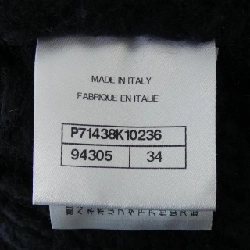 MADE IN ITALY
FABRIQUE EN ITALIE
P71438K10236
94305 34